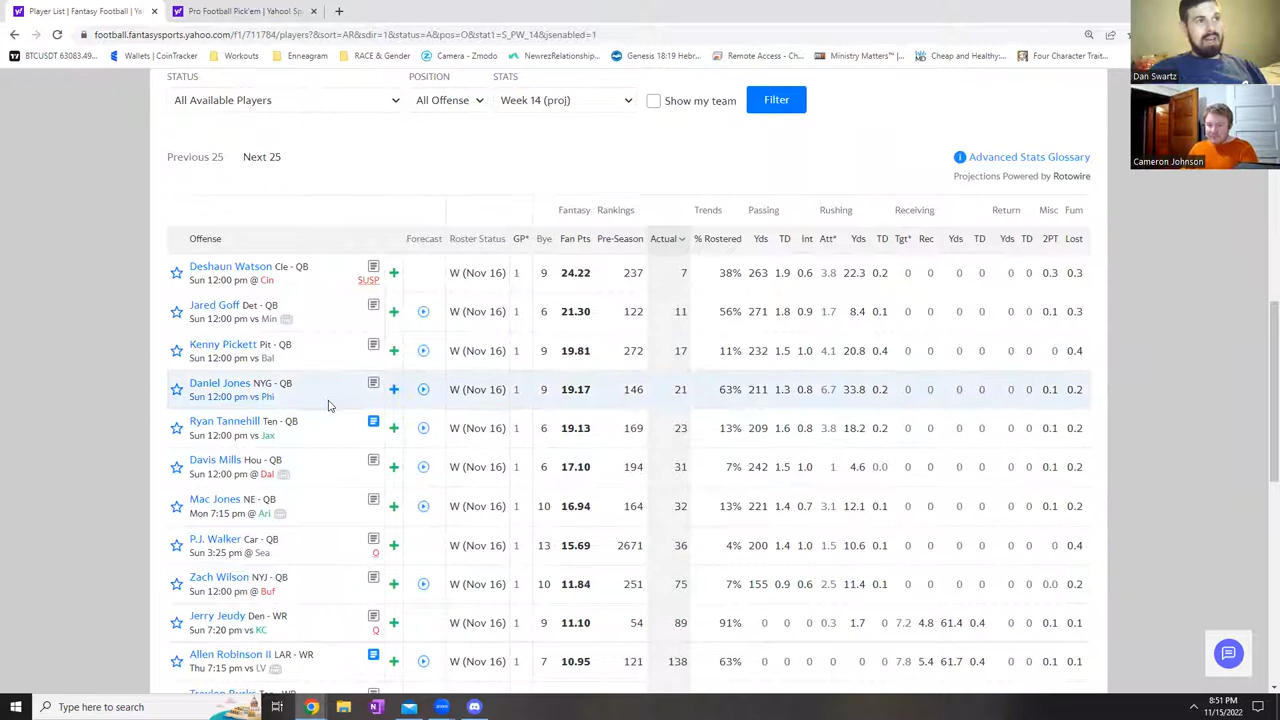 Player List | Fantasy Football | Ya
Pro Football Pick'em | Yahoo! Sp
football.fantasysports.yahoo.com/f1/711784/players?&sort=AR&sdir=1&status=A&pos=O&stat1=S_PW_14&jsenabled=1
BTCUSDT 63083.49... Wallets | CoinTracker Workouts Enneagram RACE & Gender Camera - Zmodo NewrezRelationship... Genesis 18:19 Hebr... Remote Access - Ch... Ministry Matters™ |... Cheap and Healthy:... Four Character Trait...
Dan Swartz
Cameron Johnson
STATUS POSITION STATS
All Available Players All Offense Week 14 (proj) Show my team Filter
Previous 25 Next 25 Advanced Stats Glossary
Projections Powered by Rotowire
Fantasy Rankings Trends Passing Rushing Receiving Return Misc Fum
Offense Forecast Roster Status GP* Bye Fan Pts Pre-Season Actual % Rostered Yds TD Int Att* Yds TD Tgt* Rec Yds TD Yds TD 2PT Lost
Deshaun Watson Cle - QB
Sun 12:00 pm @ Cin SUSP W (Nov 16) 1 9 24.22 237 7 38% 263 1.9 0.6 3.8 22.3 0.1 0 0 0 0 0 0 0.3 0.3
Jared Goff Det - QB
Sun 12:00 pm vs Min W (Nov 16) 1 6 21.30 122 11 56% 271 1.8 0.9 1.7 8.4 0.1 0 0 0 0 0 0 0.1 0.3
Kenny Pickett Pit - QB
Sun 12:00 pm vs Bal W (Nov 16) 1 9 19.81 272 17 11% 232 1.5 1.0 4.1 20.8 0.4 0 0 0 0 0 0 0 0.4
Daniel Jones NYG - QB
Sun 12:00 pm vs Phi W (Nov 16) 1 9 19.17 146 21 63% 211 1.3 0.8 6.7 33.8 0.2 0 0 0 0 0 0 0.1 0.2
Ryan Tannehill Ten - QB
Sun 12:00 pm vs Jax W (Nov 16) 1 6 19.13 169 23 13% 209 1.6 0.8 3.8 18.2 0.2 0 0 0 0 0 0 0.1 0.2
Davis Mills Hou - QB
Sun 12:00 pm @ Dal W (Nov 16) 1 6 17.10 194 31 7% 242 1.5 1.0 1 4.6 0.0 0 0 0 0 0 0 0.1 0.2
Mac Jones NE - QB
Mon 7:15 pm @ Ari W (Nov 16) 1 10 16.94 164 32 13% 221 1.4 0.7 3.1 12.1 0.1 0 0 0 0 0 0 0.1 0.2
P.J. Walker Car - QB
Sun 3:25 pm @ Sea Q W (Nov 16) 1 13 15.69 2671 36 4% 200 1.4 1.0 1.5 10.6 0.1 0 0 0 0 0 0 0 0.4
Zach Wilson NYJ - QB
Sun 12:00 pm @ Buf W (Nov 16) 1 10 11.84 251 75 7% 155 0.9 0.6 2.5 11.4 0.1 0 0 0 0 0 0 0.0 0.2
Jerry Jeudy Den - WR
Sun 7:20 pm vs KC Q W (Nov 16) 1 9 11.10 54 89 91% 0 0 0 0.3 1.7 0 7.2 4.8 61.4 0.4 0 0 0.1 0.1
Allen Robinson II LAR - WR
Thu 7:15 pm vs LV W (Nov 16) 1 7 10.95 121 138 63% 0 0 0 0 0 0 7.8 5.4 61.7 0.4 0 0 0.1 0.1
Type here to search
8:51 PM
11/15/2022